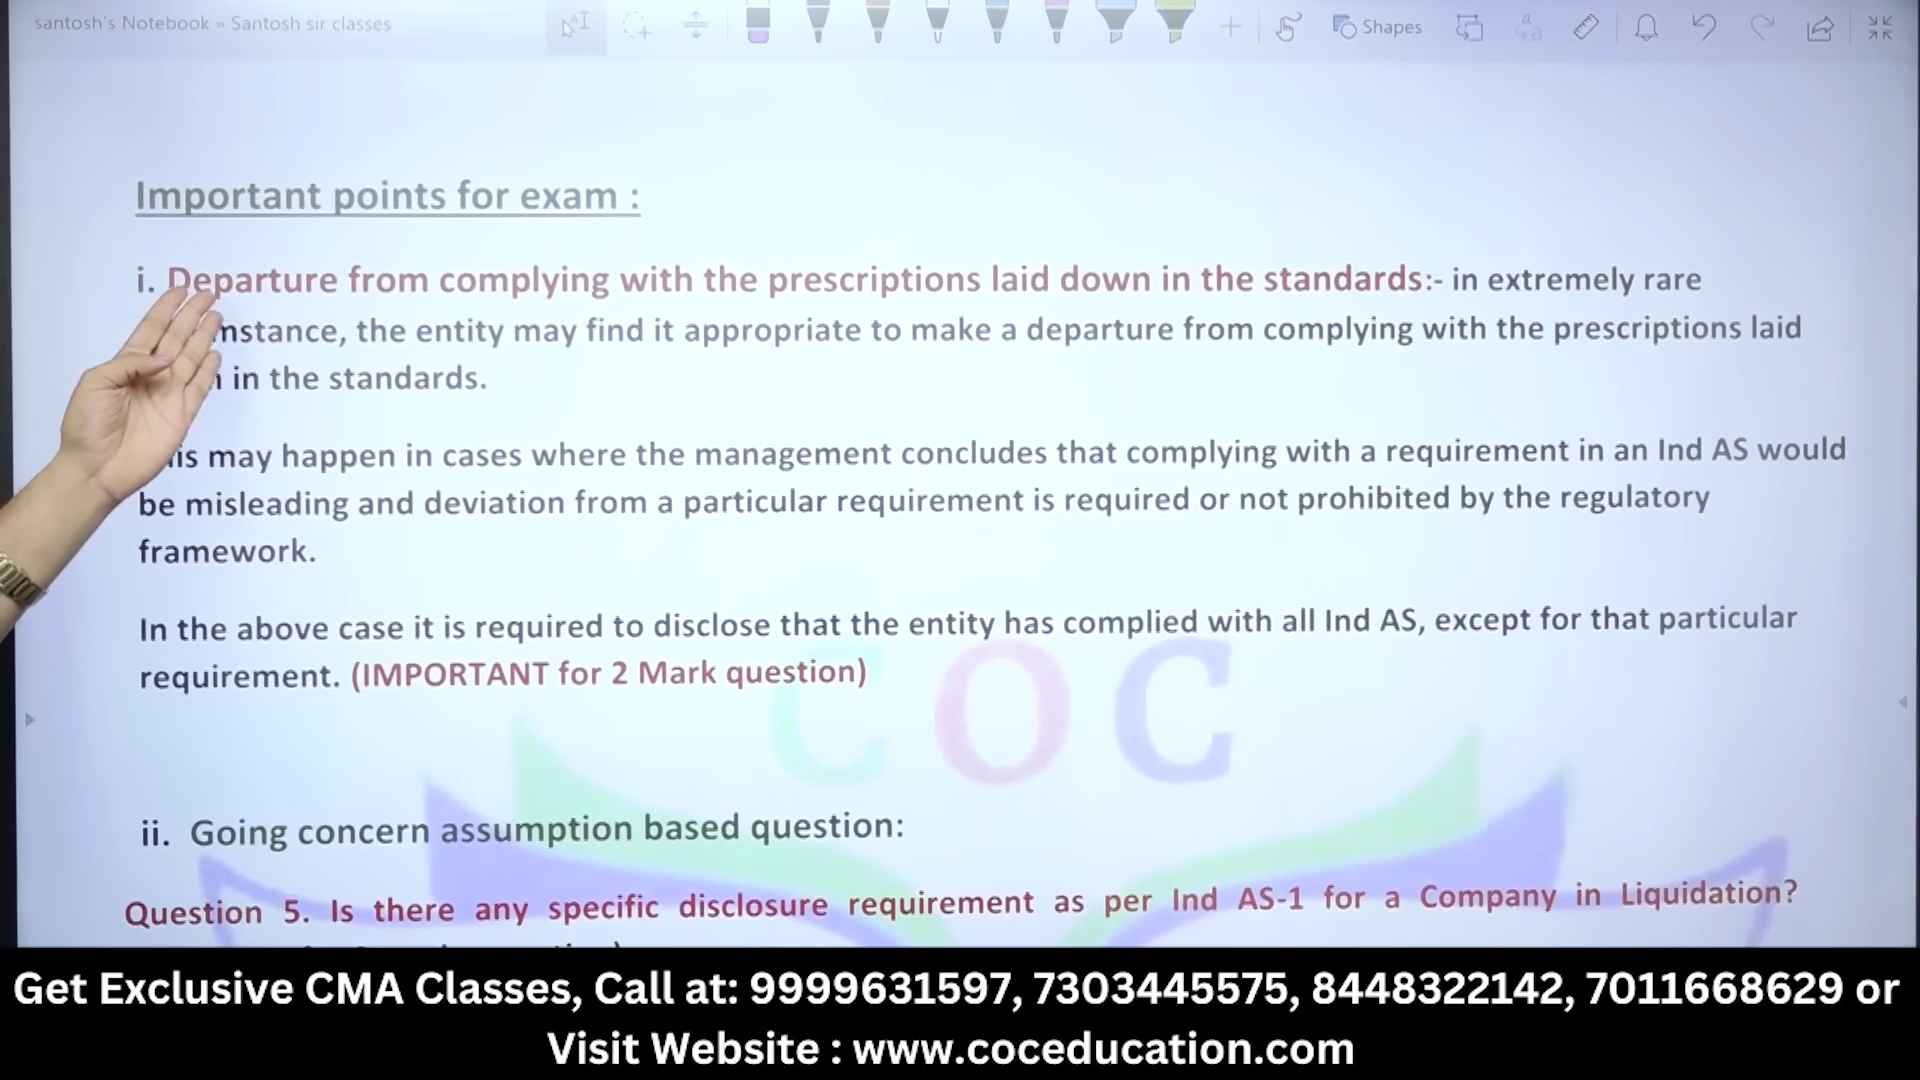 santosh's Notebook » Santosh sir classes
Shapes
Important points for exam :
i. Departure from complying with the prescriptions laid down in the standards:- in extremely rare
mstance, the entity may find it appropriate to make a departure from complying with the prescriptions laid
in the standards.
is may happen in cases where the management concludes that complying with a requirement in an Ind AS would
be misleading and deviation from a particular requirement is required or not prohibited by the regulatory
framework.
In the above case it is required to disclose that the entity has complied with all Ind AS, except for that particular
requirement. (IMPORTANT for 2 Mark question)
COC
ii. Going concern assumption based question:
Question 5. Is there any specific disclosure requirement as per Ind AS-1 for a Company in Liquidation?
Get Exclusive CMA Classes, Call at: 9999631597, 7303445575, 8448322142, 7011668629 or
Visit Website : www.coceducation.com